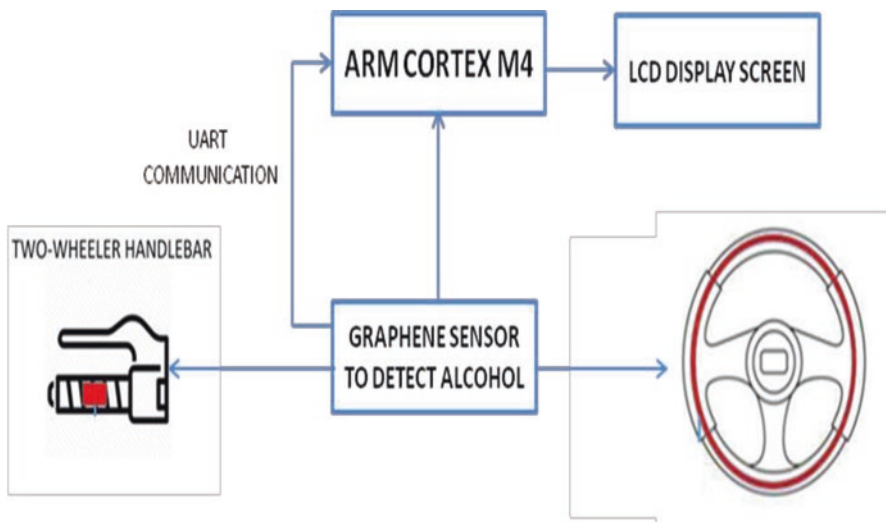 ARM CORTEX M4
LCD DISPLAY SCREEN
UART
COMMUNICATION
TWO-WHEELER HANDLEBAR
GRAPHENE SENSOR
TO DETECT ALCOHOL